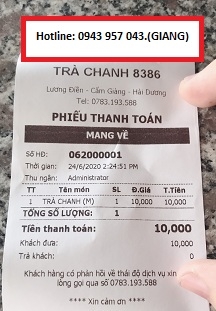 Hotline: 0943 957 043.(GIANG)
TRÀ CHANH 8386
Lương Điền - Cẩm Giàng - Hải Dương
Tel: 0783.193.588
PHIẾU THANH TOÁN
MANG VỀ
Số HĐ: 062000001
Thời gian: 24/6/2020 2:24:51 PM
Thu ngân: Administrator
TT Tên món SL Đ.Giá T.Tiền
1 TRÀ CHANH (M) 1 10,000 10,000
TỔNG SỐ LƯỢNG: 1
Tiền thanh toán: 10,000
Khách đưa: 10,000
Trả khách: 0
Khách hàng có phản hồi về thái độ dịch vụ xin
lòng gọi qua số 0783.193.588
**** Xin cảm ơn ****